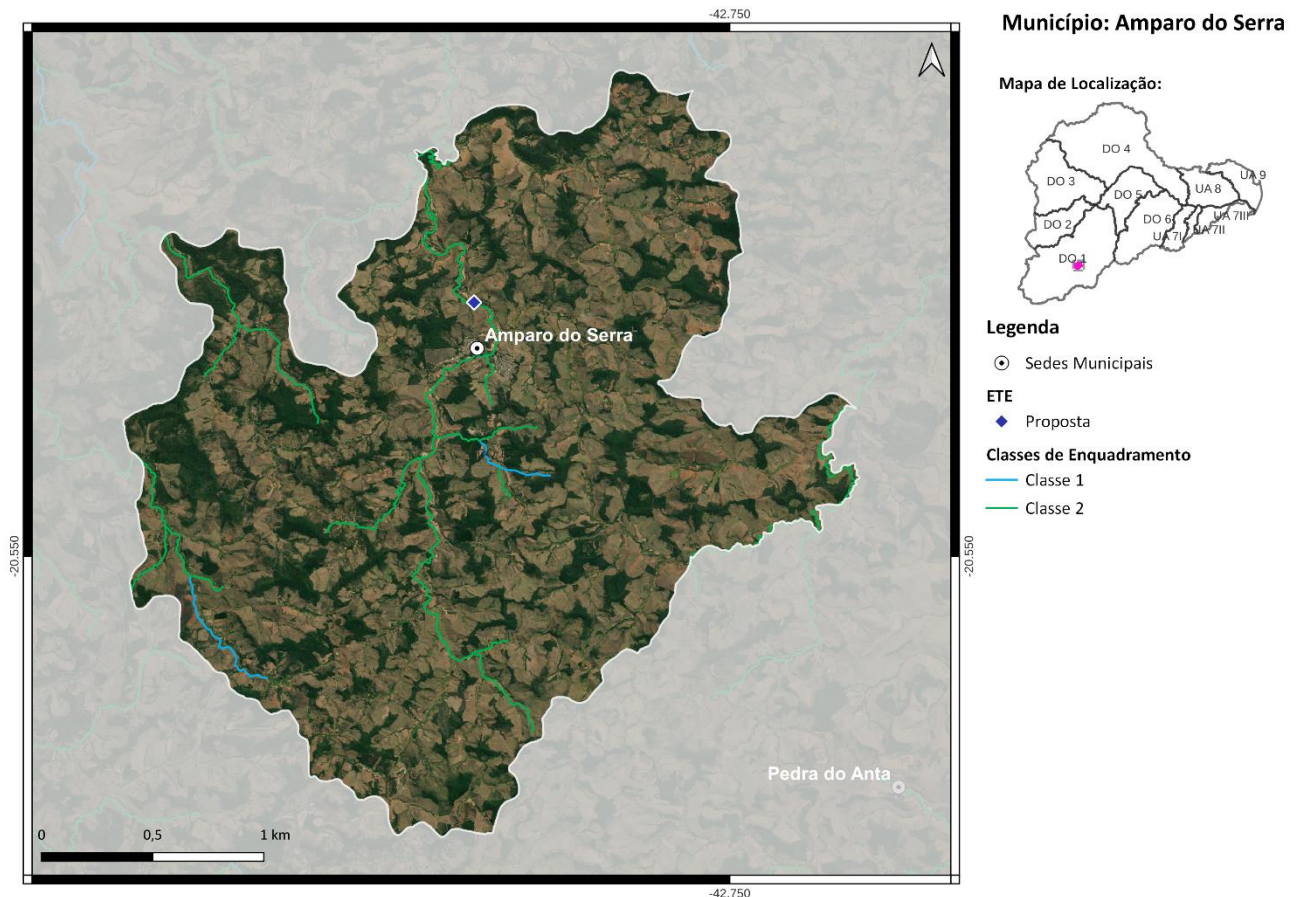 -42.750
Município: Amparo do Serra
Mapa de Localização:
DO 4
DO 3
DO 5
UA 8
UA 9
DO 2
DO 6
UA 7III
UA 7I
UA 7II
DO 1
Legenda
Sedes Municipais
ETE
Proposta
Classes de Enquadramento
Classe 1
Classe 2
Amparo do Serra
-20.550
-20.550
Pedra do Anta
0
0,5
1 km
-42.750